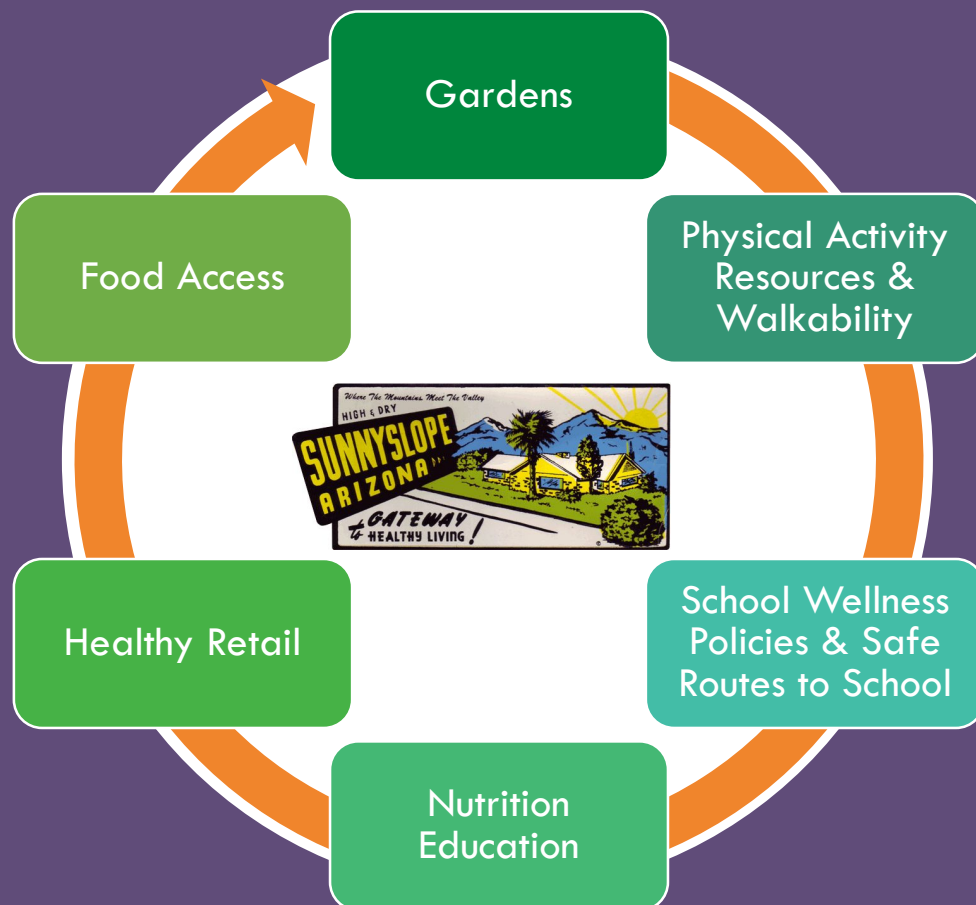 Gardens
Physical Activity
Resources &
Walkability
School Wellness
Policies & Safe
Routes to School
Nutrition
Education
Healthy Retail
Food Access
Where The Mountains Meet The Valley
HIGH & DRY
SUNNYSLOPE
ARIZONA
GATEWAY
to HEALTHY LIVING!